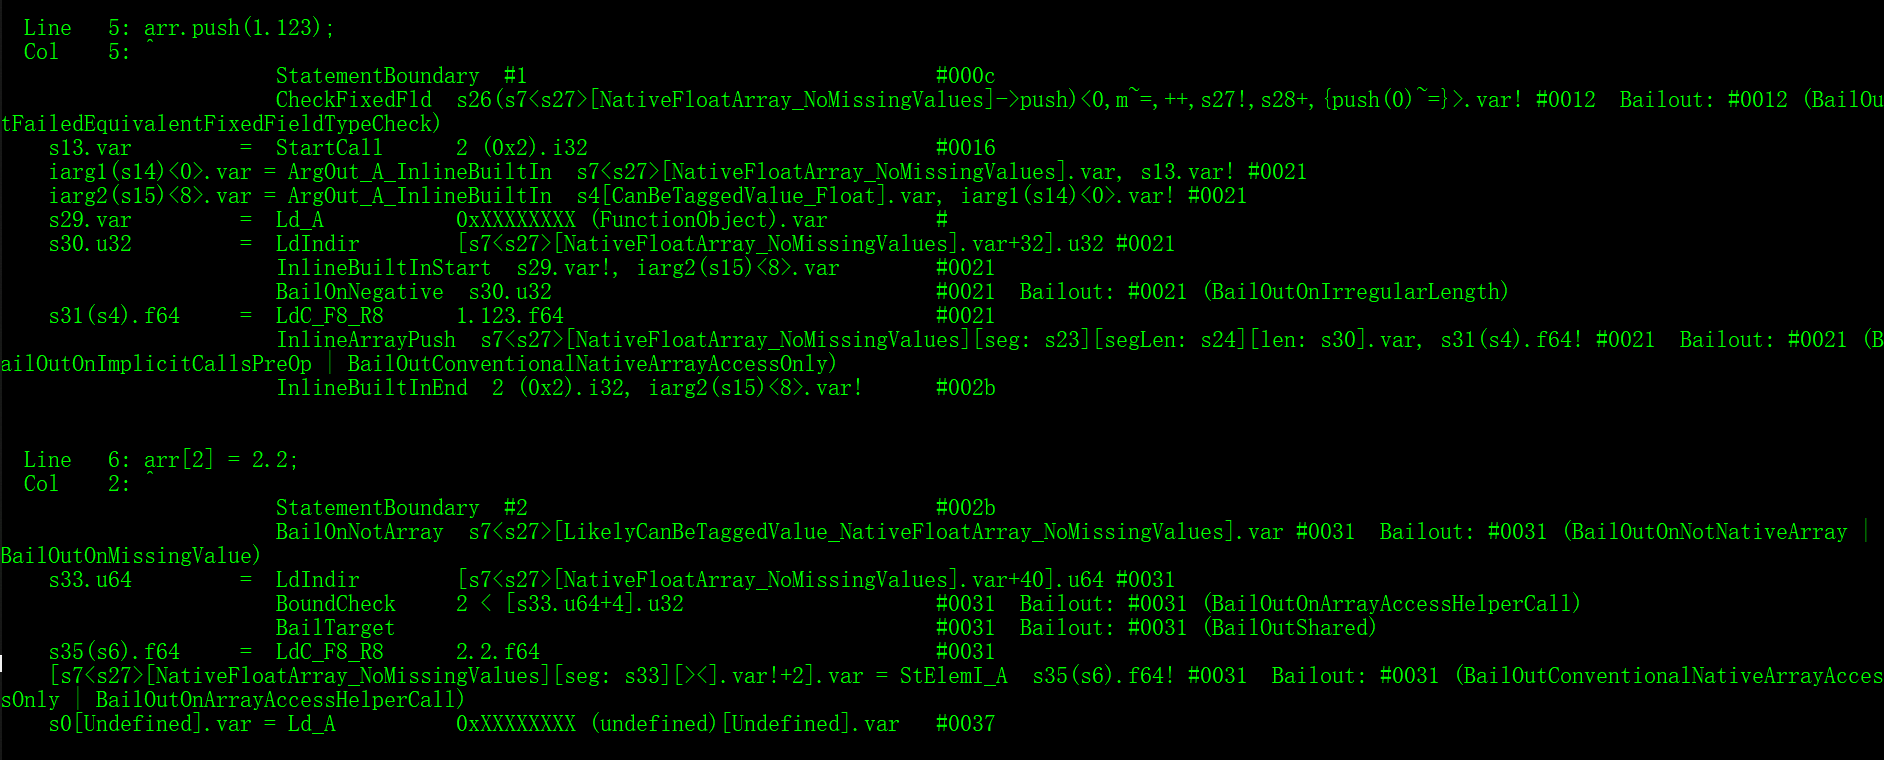 Line   5: arr.push(1.123);
Col    5: ^
StatementBoundary  #1                                  #000c
CheckFixedFld  s26(s7<s27>[NativeFloatArray_NoMissingValues]->push)<0,m~=,++,s27!,s28+,{push(0)~=}>.var! #0012  Bailout: #0012 (BailOu
tFailedEquivalentFixedFieldTypeCheck)
s13.var         =  StartCall      2 (0x2).i32                             #0016
iarg1(s14)<0>.var = ArgOut_A_InlineBuiltIn  s7<s27>[NativeFloatArray_NoMissingValues].var, s13.var! #0021
iarg2(s15)<8>.var = ArgOut_A_InlineBuiltIn  s4[CanBeTaggedValue_Float].var, iarg1(s14)<0>.var! #0021
s29.var         =  Ld_A           0xXXXXXXXX (FunctionObject).var         #
s30.u32         =  LdIndir        [s7<s27>[NativeFloatArray_NoMissingValues].var+32].u32 #0021
InlineBuiltInStart  s29.var!, iarg2(s15)<8>.var        #0021
BailOnNegative  s30.u32                                #0021  Bailout: #0021 (BailOutOnIrregularLength)
s31(s4).f64     =  LdC_F8_R8      1.123.f64                               #0021
InlineArrayPush  s7<s27>[NativeFloatArray_NoMissingValues][seg: s23][segLen: s24][len: s30].var, s31(s4).f64! #0021  Bailout: #0021 (B
ailOutOnImplicitCallsPreOp | BailOutConventionalNativeArrayAccessOnly)
InlineBuiltInEnd  2 (0x2).i32, iarg2(s15)<8>.var!      #002b
Line   6: arr[2] = 2.2;
Col    2: ^
StatementBoundary  #2                                  #002b
BailOnNotArray  s7<s27>[LikelyCanBeTaggedValue_NativeFloatArray_NoMissingValues].var #0031  Bailout: #0031 (BailOutOnNotNativeArray |
BailOutOnMissingValue)
s33.u64         =  LdIndir        [s7<s27>[NativeFloatArray_NoMissingValues].var+40].u64 #0031
BoundCheck     2 < [s33.u64+4].u32                     #0031  Bailout: #0031 (BailOutOnArrayAccessHelperCall)
BailTarget                                             #0031  Bailout: #0031 (BailOutShared)
s35(s6).f64     =  LdC_F8_R8      2.2.f64                                 #0031
[s7<s27>[NativeFloatArray_NoMissingValues][seg: s33][><].var!+2].var = StElemI_A  s35(s6).f64! #0031  Bailout: #0031 (BailOutConventionalNativeArrayAcces
sOnly | BailOutOnArrayAccessHelperCall)
s0[Undefined].var = Ld_A          0xXXXXXXXX (undefined)[Undefined].var   #0037